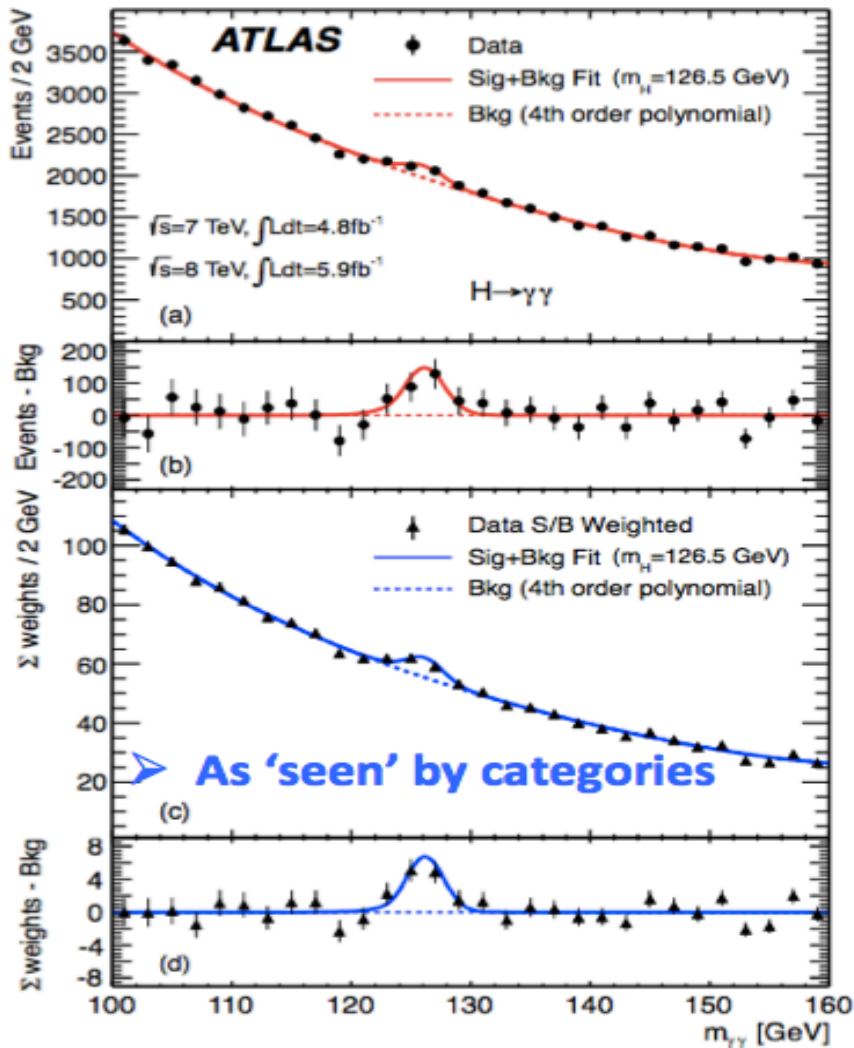 ATLAS
Data
Sig+Bkg Fit (mH=126.5 GeV)
Bkg (4th order polynomial)
Events / 2 GeV
3500
3000
2500
2000
1500
1000
500
√s=7 TeV, ∫Ldt=4.8fb-1
√s=8 TeV, ∫Ldt=5.9fb-1
H→γγ
(a)
Events - Bkg
200
100
0
-100
-200
(b)
Σ weights / 2 GeV
100
80
60
40
20
Data S/B Weighted
Sig+Bkg Fit (mH=126.5 GeV)
Bkg (4th order polynomial)
➢ As ‘seen’ by categories
(c)
Σ weights - Bkg
8
4
0
-4
-8
(d)
100 110 120 130 140 150 160
mγγ [GeV]